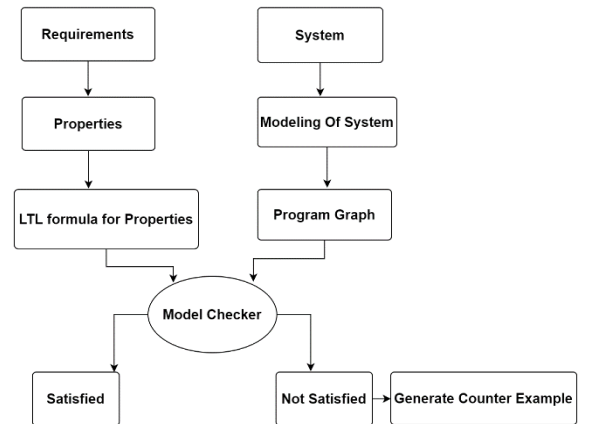 Requirements
System
Properties
Modeling Of System
LTL formula for Properties
Program Graph
Model Checker
Satisfied
Not Satisfied
Generate Counter Example